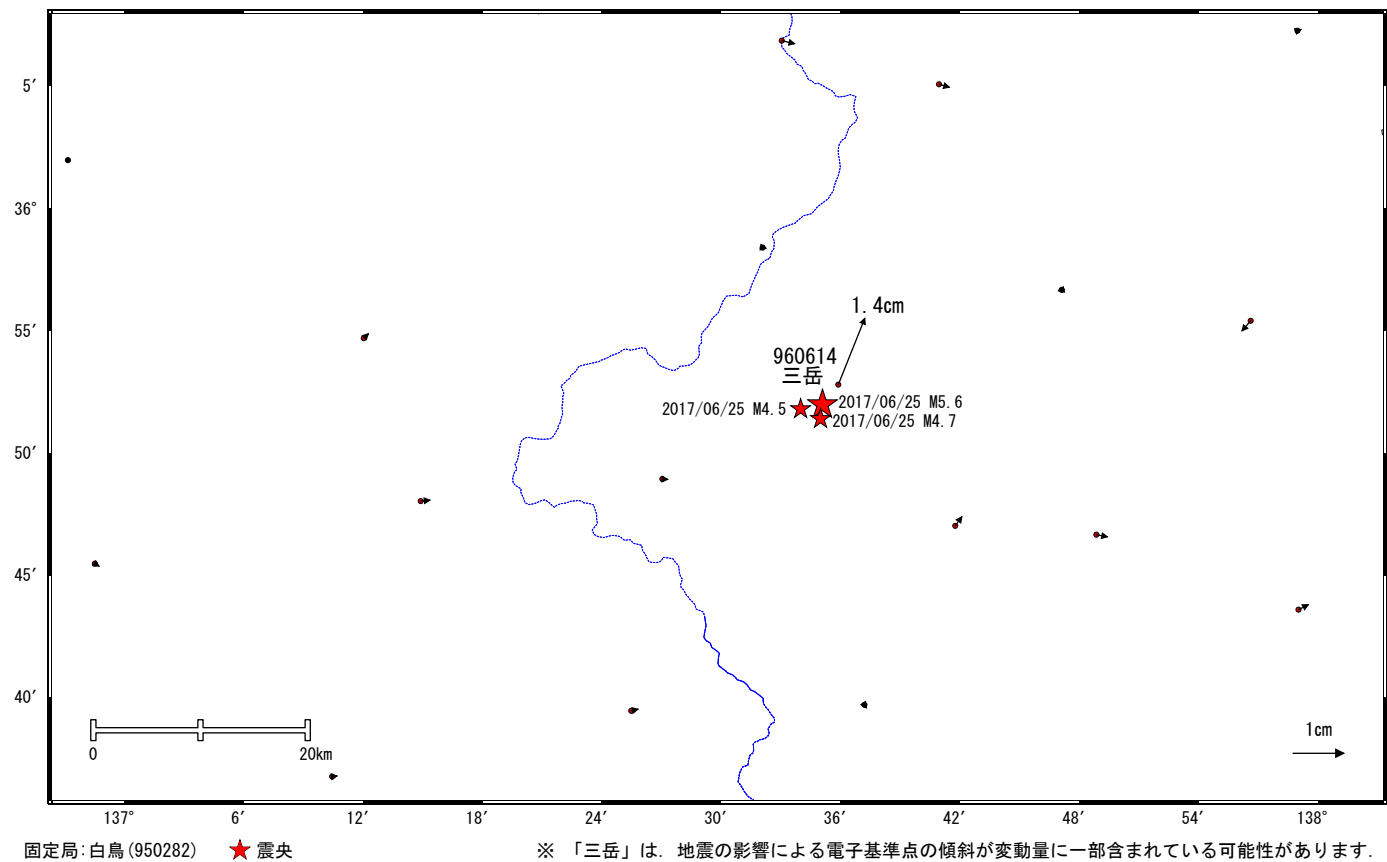 5′
36°
1.4cm
55′
960614
三岳
2017/06/25 M5.6
2017/06/25 M4.5
2017/06/25 M4.7
50′
45′
40′
1cm
0 20km
137° 6′ 12′ 18′ 24′ 30′ 36′ 42′ 48′ 54′ 138°
固定局:白鳥(950282) ★ 震央 ※ 「三岳」は．地震の影響による電子基準点の傾斜が変動量に一部含まれている可能性があります．